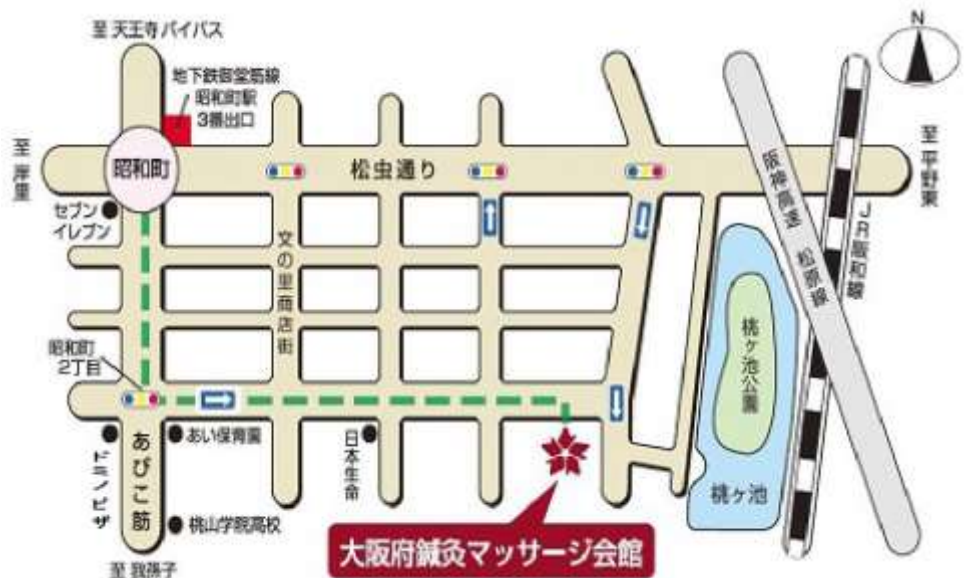 至 天王寺バイパス
N
地下鉄御堂筋線
昭和町駅
3番出口
至 岸里
昭和町
松虫通り
至 平野東
セブン
イレブン
文の里商店街
阪神高速 松原線
JR阪和線
桃ヶ池公園
昭和町
2丁目
あびこ筋
あい保育園
日本生命
ドミノピザ
桃ヶ池
桃山学院高校
大阪府鍼灸マッサージ会館
至 我孫子